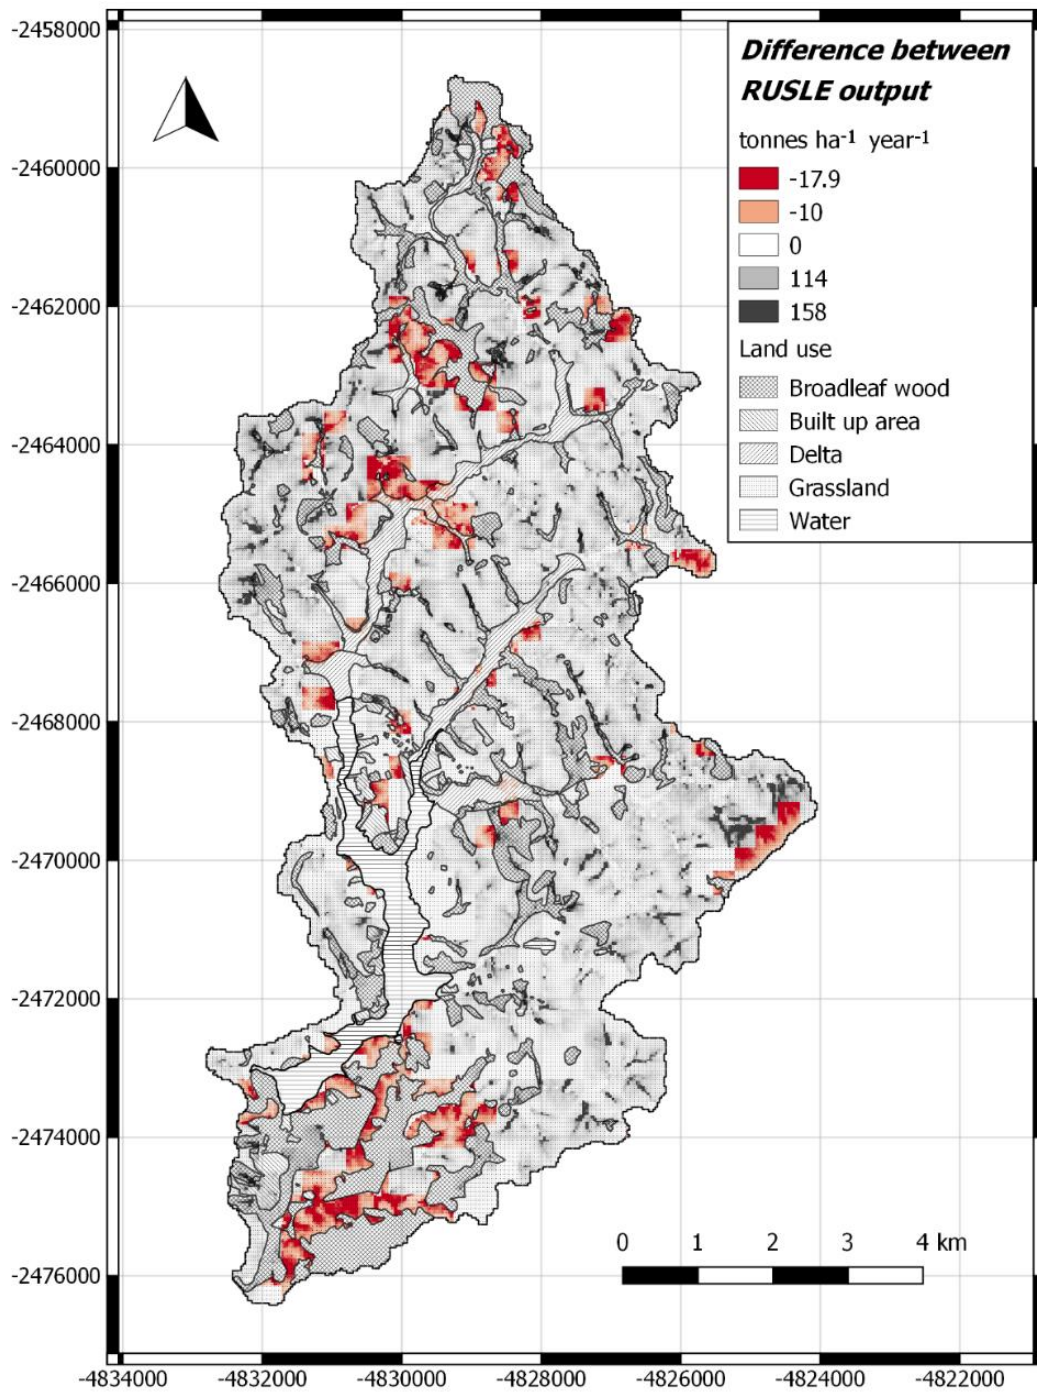 -2458000
-2460000
-2462000
-2464000
-2466000
-2468000
-2470000
-2472000
-2474000
-2476000
Difference between
RUSLE output
tonnes ha⁻¹ year⁻¹
-17.9
-10
0
114
158
Land use
Broadleaf wood
Built up area
Delta
Grassland
Water
0 1 2 3 4 km
-4834000 -4832000 -4830000 -4828000 -4826000 -4824000 -4822000